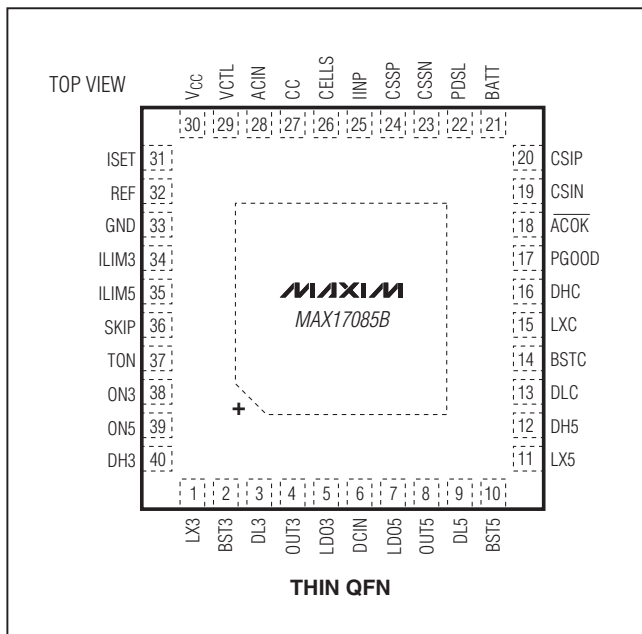 TOP VIEW
VCC
VCTL
ACIN
CC
CELLS
IINP
CSSP
CSSN
PDSL
BATT
30 29 28 27 26 25 24 23 22 21
ISET 31
REF 32
GND 33
ILIM3 34
ILIM5 35
SKIP 36
TON 37
ON3 38
ON5 39
DH3 40
MAXIM
MAX17085B
+
20 CSIP
19 CSIN
18 ACOK
17 PGOOD
16 DHC
15 LXC
14 BSTC
13 DLC
12 DH5
11 LX5
1 2 3 4 5 6 7 8 9 10
LX3
BST3
DL3
OUT3
LDO3
DCIN
LDO5
OUT5
DL5
BST5
THIN QFN